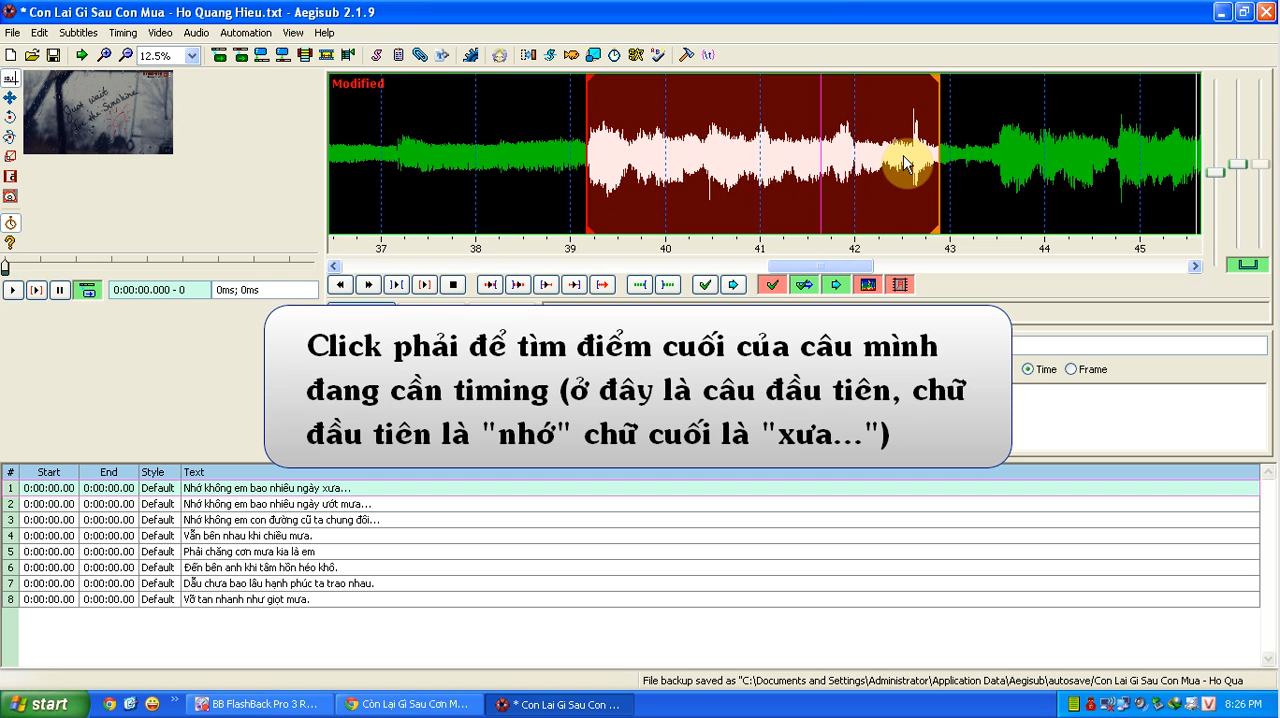 * Con Lai Gi Sau Con Mua - Ho Quang Hieu.txt - Aegisub 2.1.9
File Edit Subtitles Timing Video Audio Automation View Help
12.5%
Just wait
for the Sunshine
Modified
37 38 39 40 41 42 43 44 45
0:00:00.00 - 0 0ms; 0ms
Click phải để tìm điểm cuối của câu mình
đang cần timing (ở đây là câu đầu tiên, chữ
đầu tiên là "nhớ" chữ cuối là "xưa...")
Time Frame
# Start End Style Text
1 0:00:00.00 0:00:00.00 Default Nhớ không em bao nhiêu ngày xưa...
2 0:00:00.00 0:00:00.00 Default Nhớ không em bao nhiêu ngày ướt mưa...
3 0:00:00.00 0:00:00.00 Default Nhớ không em con đường cũ ta chung đôi...
4 0:00:00.00 0:00:00.00 Default Vẫn bên nhau khi chiều mưa.
5 0:00:00.00 0:00:00.00 Default Phải chăng cơn mưa kia là em
6 0:00:00.00 0:00:00.00 Default Đến bên anh khi tâm hồn héo khô.
7 0:00:00.00 0:00:00.00 Default Dẫu chưa bao lâu hạnh phúc ta trao nhau.
8 0:00:00.00 0:00:00.00 Default Vỡ tan nhanh như giọt mưa.
File backup saved as "C:\Documents and Settings\Administrator\Application Data\Aegisub/autosave/Con Lai Gi Sau Con Mua - Ho Qua
start BB FlashBack Pro 3 R... Còn Lại Gì Sau Cơn M... * Con Lai Gi Sau Con ... V 8:26 PM